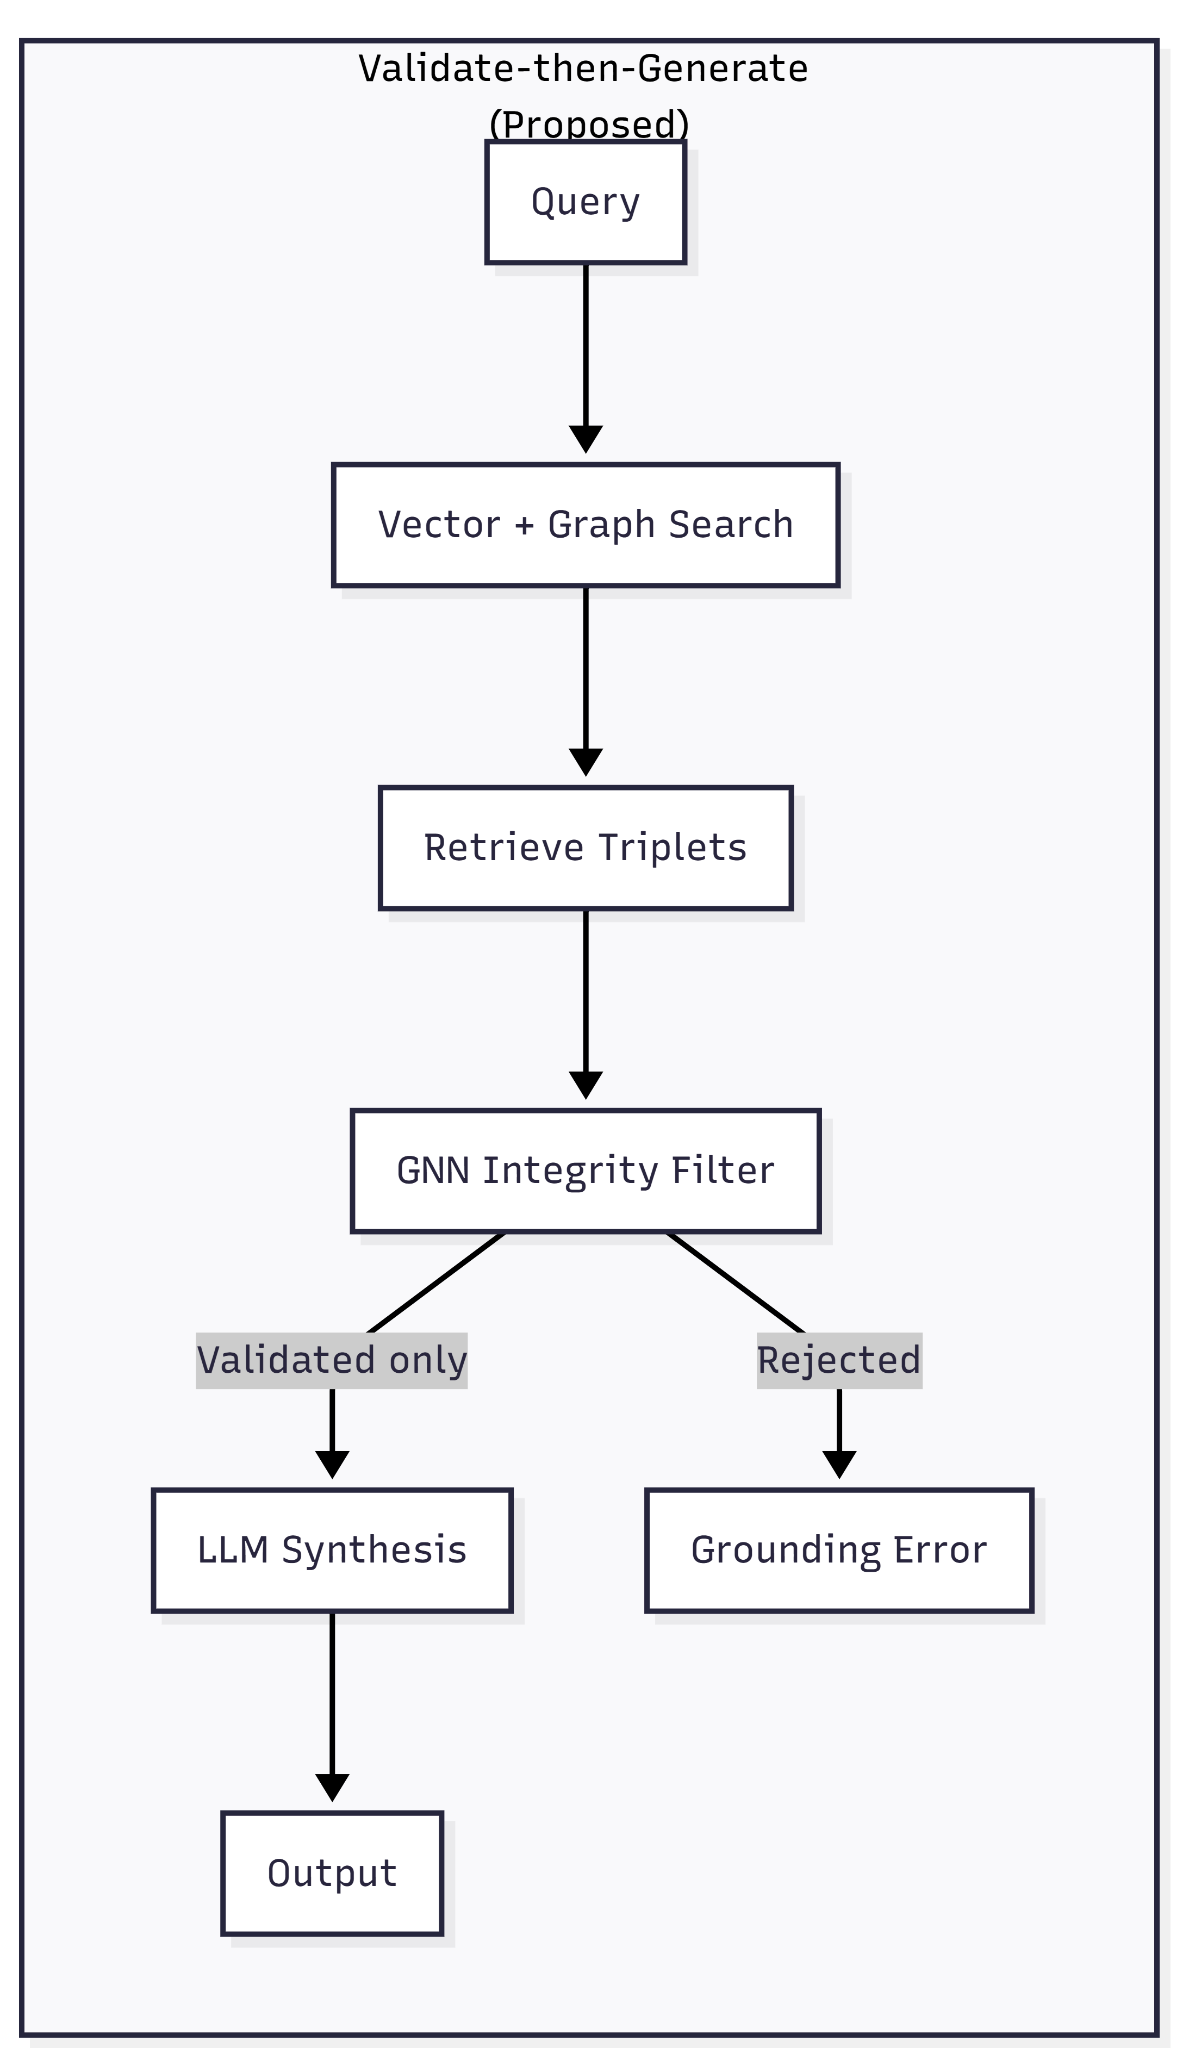 Validate-then-Generate
(Proposed)
Query
Vector + Graph Search
Retrieve Triplets
GNN Integrity Filter
Validated only
Rejected
LLM Synthesis
Grounding Error
Output